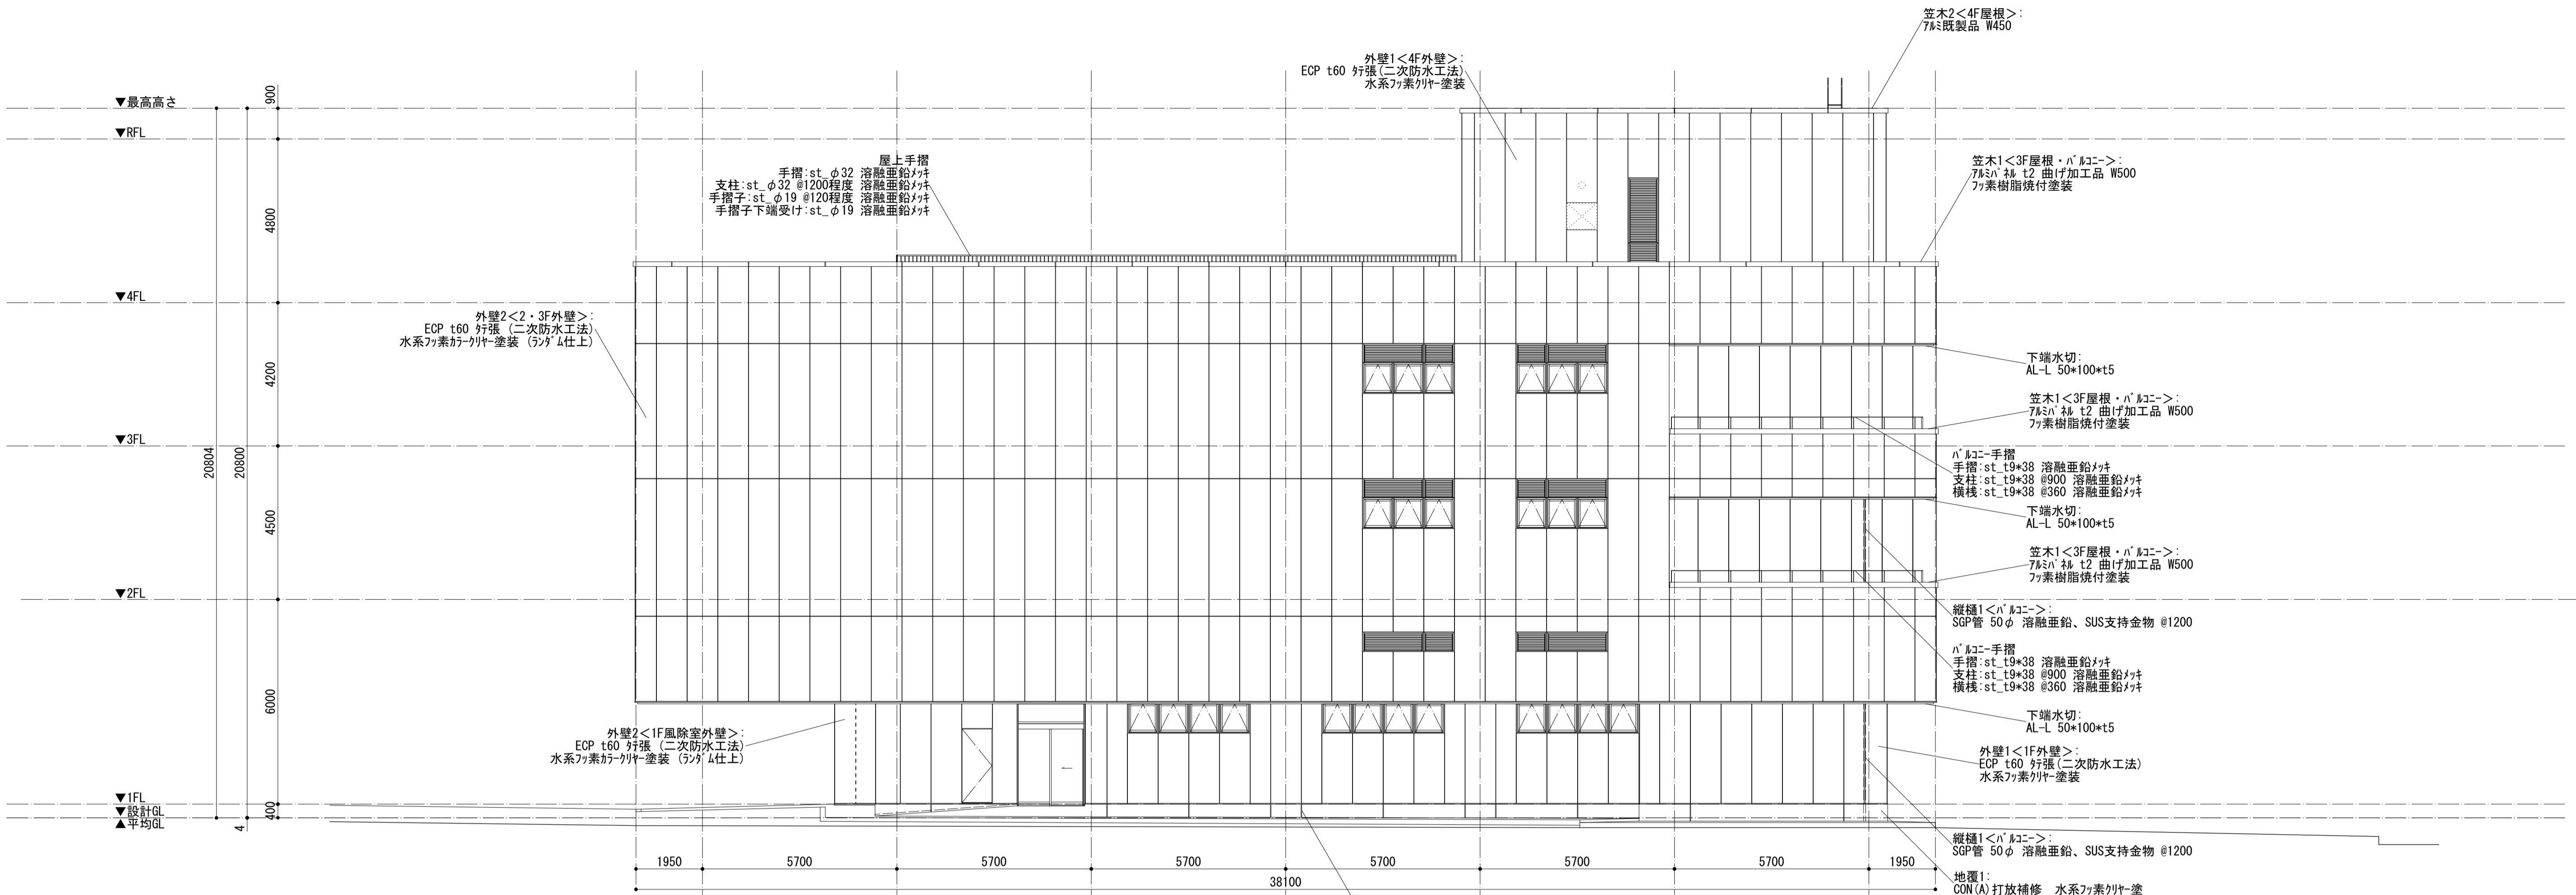 笠木2<4F屋根>:
ｱﾙﾐ既製品 W450
外壁1<4F外壁>:
ECP t60 ﾀﾃ張(二次防水工法)
水系ﾌｯ素ｸﾘﾔｰ塗装
▼最高高さ
▼RFL
▼4FL
▼3FL
▼2FL
▼1FL
▼設計GL
▲平均GL
900
4800
4200
4500
6000
400
20804
20800
4
屋上手摺
手摺:st_φ32 溶融亜鉛ﾒｯｷ
支柱:st_φ32 @1200程度 溶融亜鉛ﾒｯｷ
手摺子:st_φ19 @120程度 溶融亜鉛ﾒｯｷ
手摺子下端受け:st_φ19 溶融亜鉛ﾒｯｷ
笠木1<3F屋根・ﾊﾞﾙｺﾆｰ>:
ｱﾙﾐﾊﾟﾈﾙ t2 曲げ加工品 W500
フッ素樹脂焼付塗装
外壁2<2・3F外壁>:
ECP t60 ﾀﾃ張 (二次防水工法)
水系ﾌｯ素ｶﾗｰｸﾘﾔｰ塗装 (ﾗﾝﾀﾞﾑ仕上)
下端水切:
AL-L 50*100*t5
笠木1<3F屋根・ﾊﾞﾙｺﾆｰ>:
ｱﾙﾐﾊﾟﾈﾙ t2 曲げ加工品 W500
フッ素樹脂焼付塗装
ﾊﾞﾙｺﾆｰ手摺
手摺:st_t9*38 溶融亜鉛ﾒｯｷ
支柱:st_t9*38 @900 溶融亜鉛ﾒｯｷ
横桟:st_t9*38 @360 溶融亜鉛ﾒｯｷ
下端水切:
AL-L 50*100*t5
笠木1<3F屋根・ﾊﾞﾙｺﾆｰ>:
ｱﾙﾐﾊﾟﾈﾙ t2 曲げ加工品 W500
フッ素樹脂焼付塗装
縦樋1<ﾊﾞﾙｺﾆｰ>:
SGP管 50φ 溶融亜鉛、SUS支持金物 @1200
ﾊﾞﾙｺﾆｰ手摺
手摺:st_t9*38 溶融亜鉛ﾒｯｷ
支柱:st_t9*38 @900 溶融亜鉛ﾒｯｷ
横桟:st_t9*38 @360 溶融亜鉛ﾒｯｷ
下端水切:
AL-L 50*100*t5
外壁2<1F風除室外壁>:
ECP t60 ﾀﾃ張 (二次防水工法)
水系ﾌｯ素ｶﾗｰｸﾘﾔｰ塗装 (ﾗﾝﾀﾞﾑ仕上)
外壁1<1F外壁>:
ECP t60 ﾀﾃ張(二次防水工法)
水系ﾌｯ素ｸﾘﾔｰ塗装
縦樋1<ﾊﾞﾙｺﾆｰ>:
SGP管 50φ 溶融亜鉛、SUS支持金物 @1200
地覆1:
CON(A)打放補修　水系フッ素ｸﾘﾔｰ塗
1950 5700 5700 5700 5700 5700 5700 1950
38100